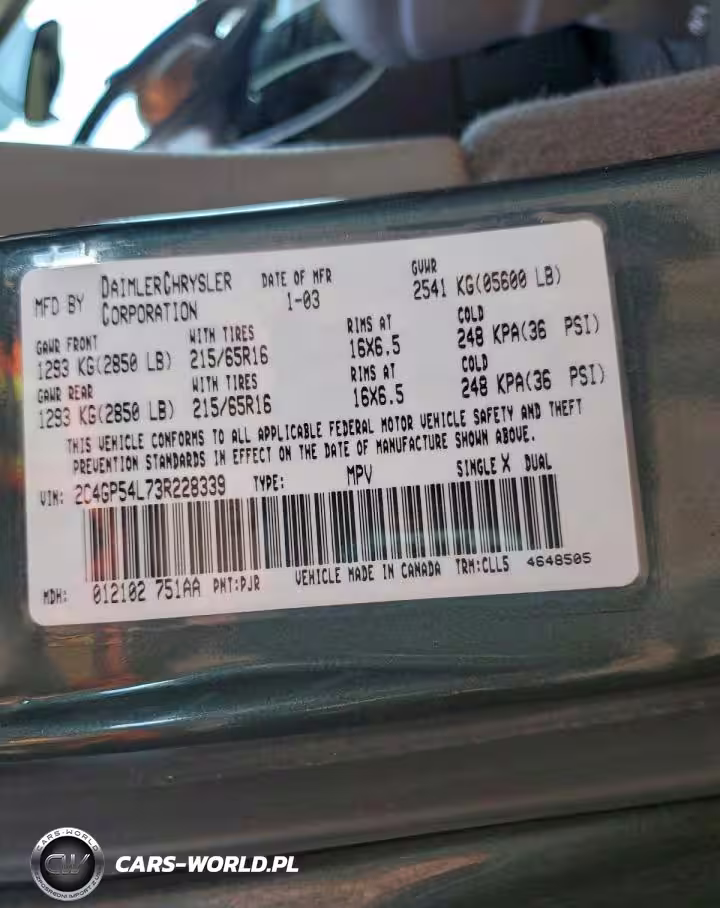 MFD BY DAIMLERCHRYSLER CORPORATION DATE OF MFR 1-03 GVWR 2541 KG(05600 LB)
GAWR FRONT WITH TIRES RIMS AT COLD
1293 KG(2850 LB) 215/65R16 16X6.5 248 KPA(36 PSI)
GAWR REAR WITH TIRES RIMS AT COLD
1293 KG(2850 LB) 215/65R16 16X6.5 248 KPA(36 PSI)
THIS VEHICLE CONFORMS TO ALL APPLICABLE FEDERAL MOTOR VEHICLE SAFETY AND THEFT
PREVENTION STANDARDS IN EFFECT ON THE DATE OF MANUFACTURE SHOWN ABOVE.
VIN: 2C4GP54L73R228339 TYPE: MPV SINGLE X DUAL
MDH: 012102 751AA PNT:PJR VEHICLE MADE IN CANADA TRM:CLL5 4648505
CARS-WORLD
CW
CARS-WORLD.PL